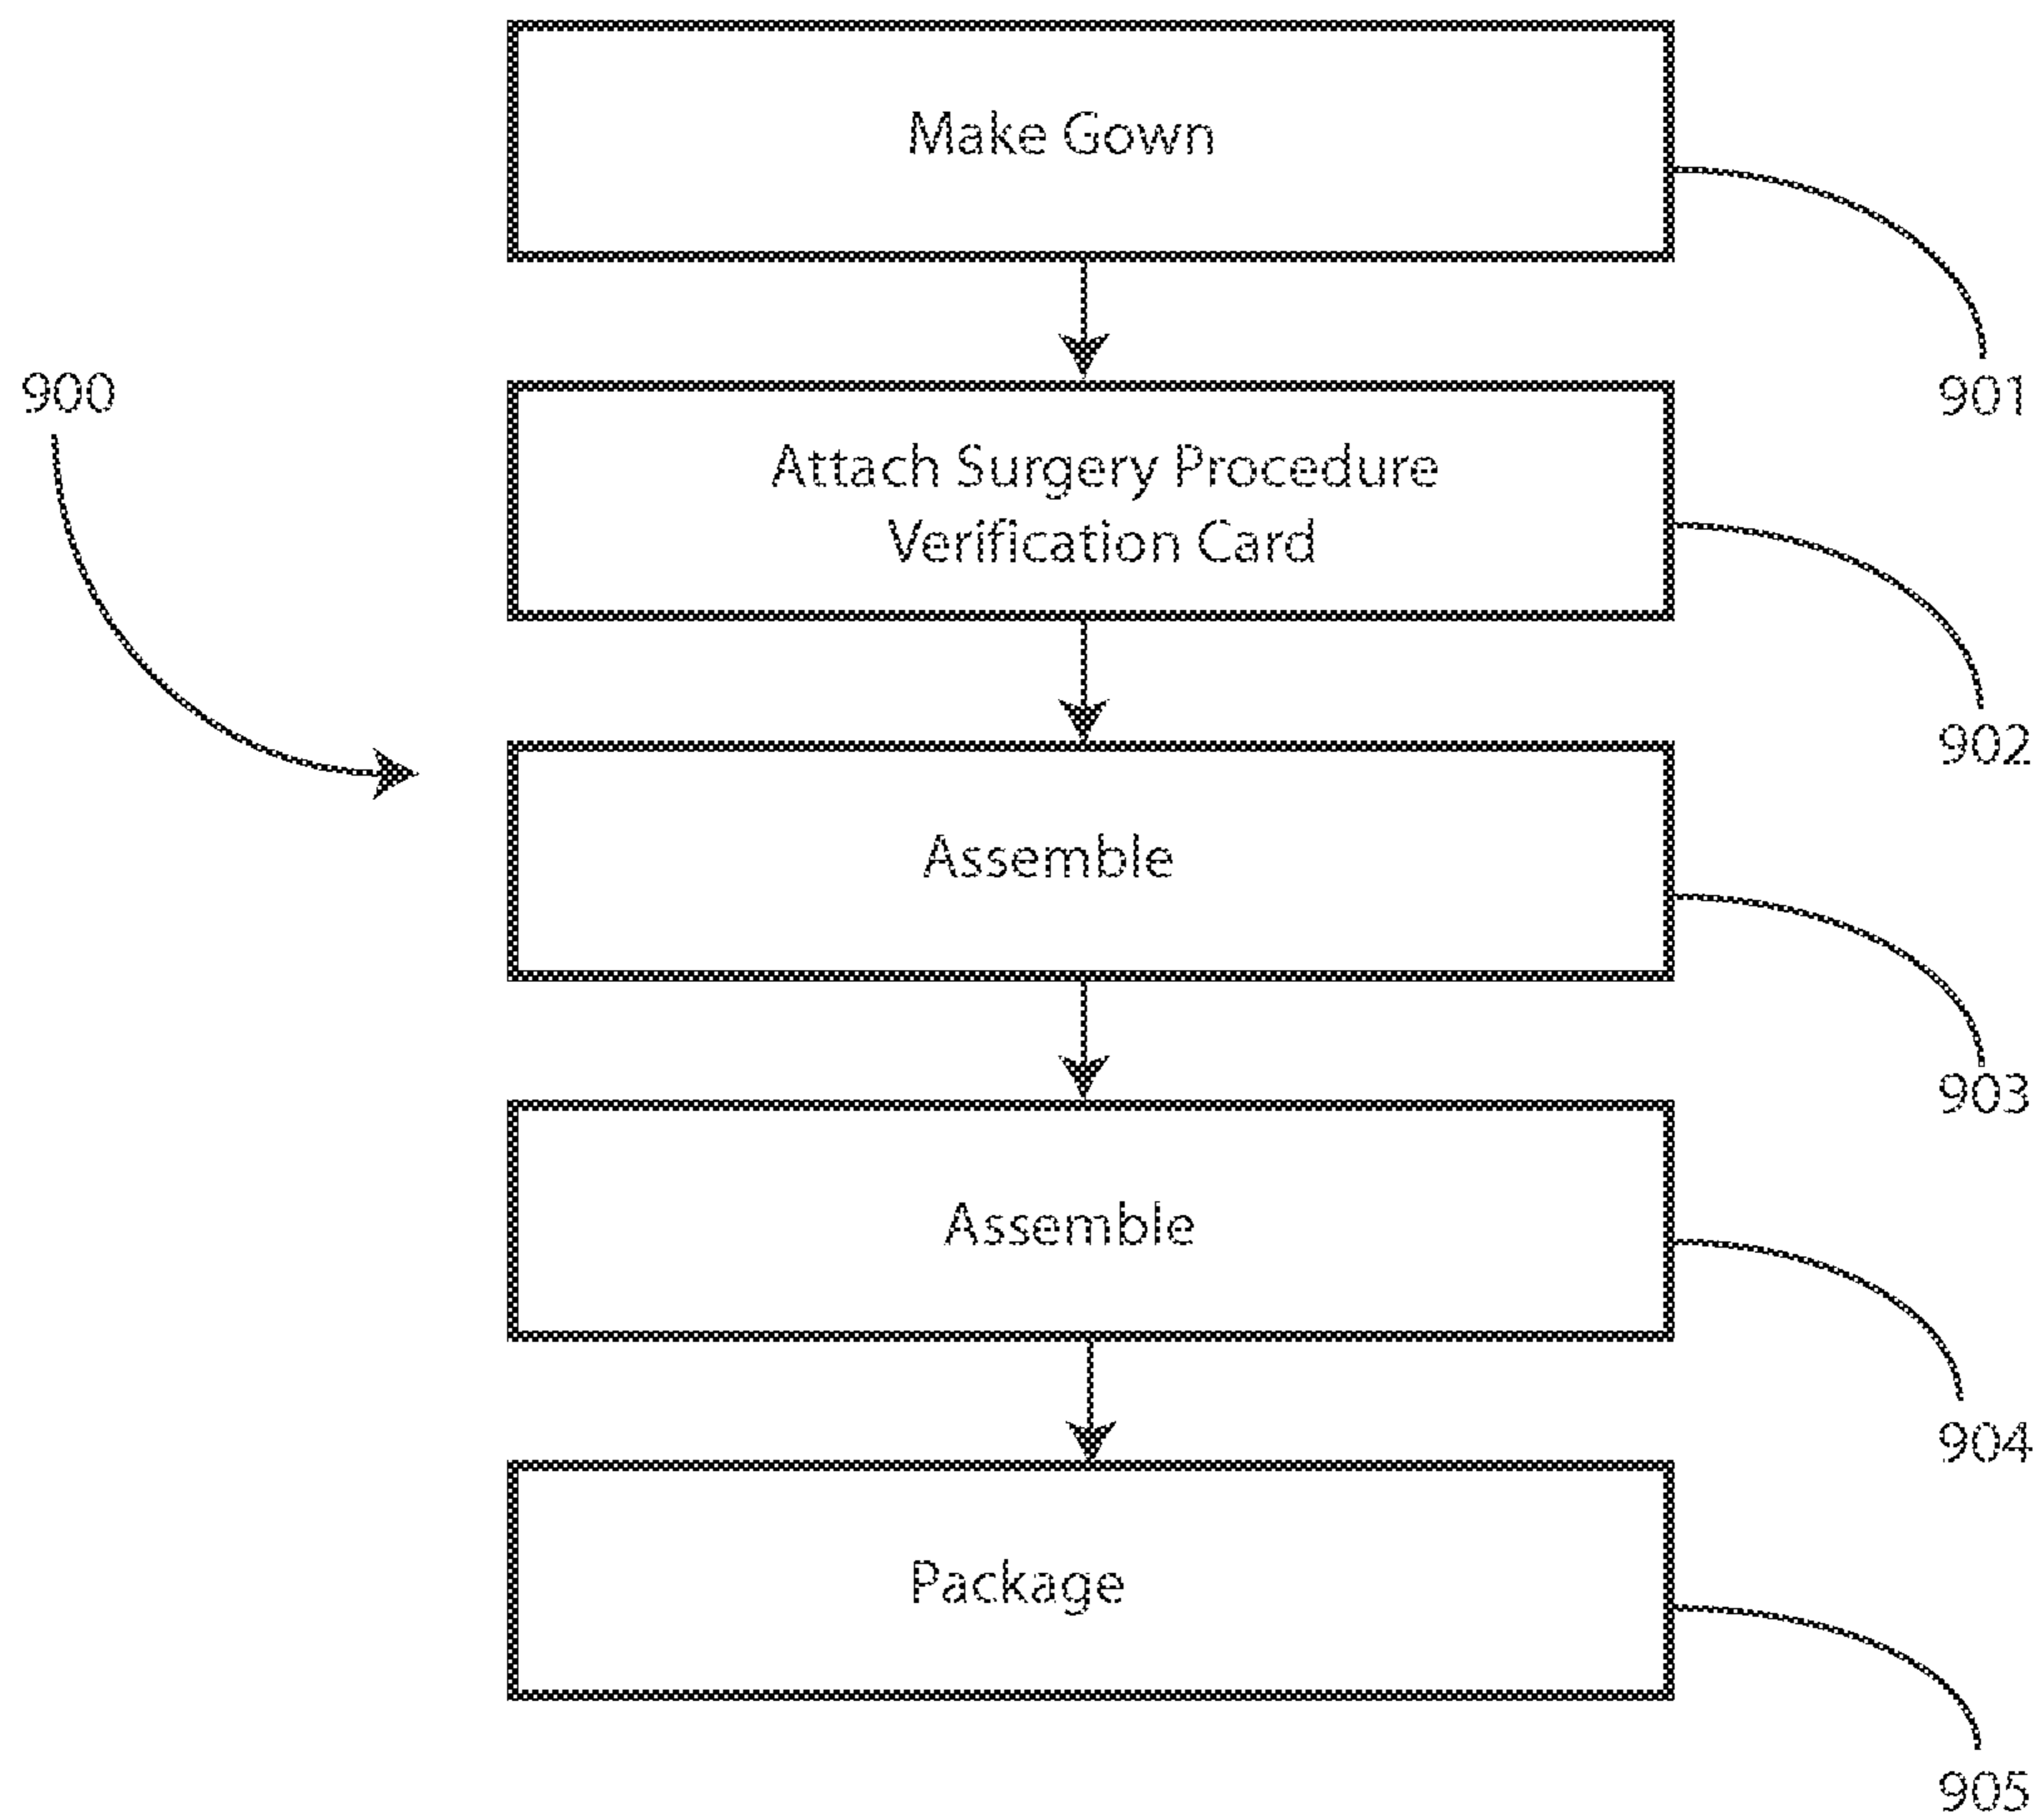 Make Gown
901
900
Attach Surgery Procedure
Verification Card
902
Assemble
903
Assemble
904
Package
905